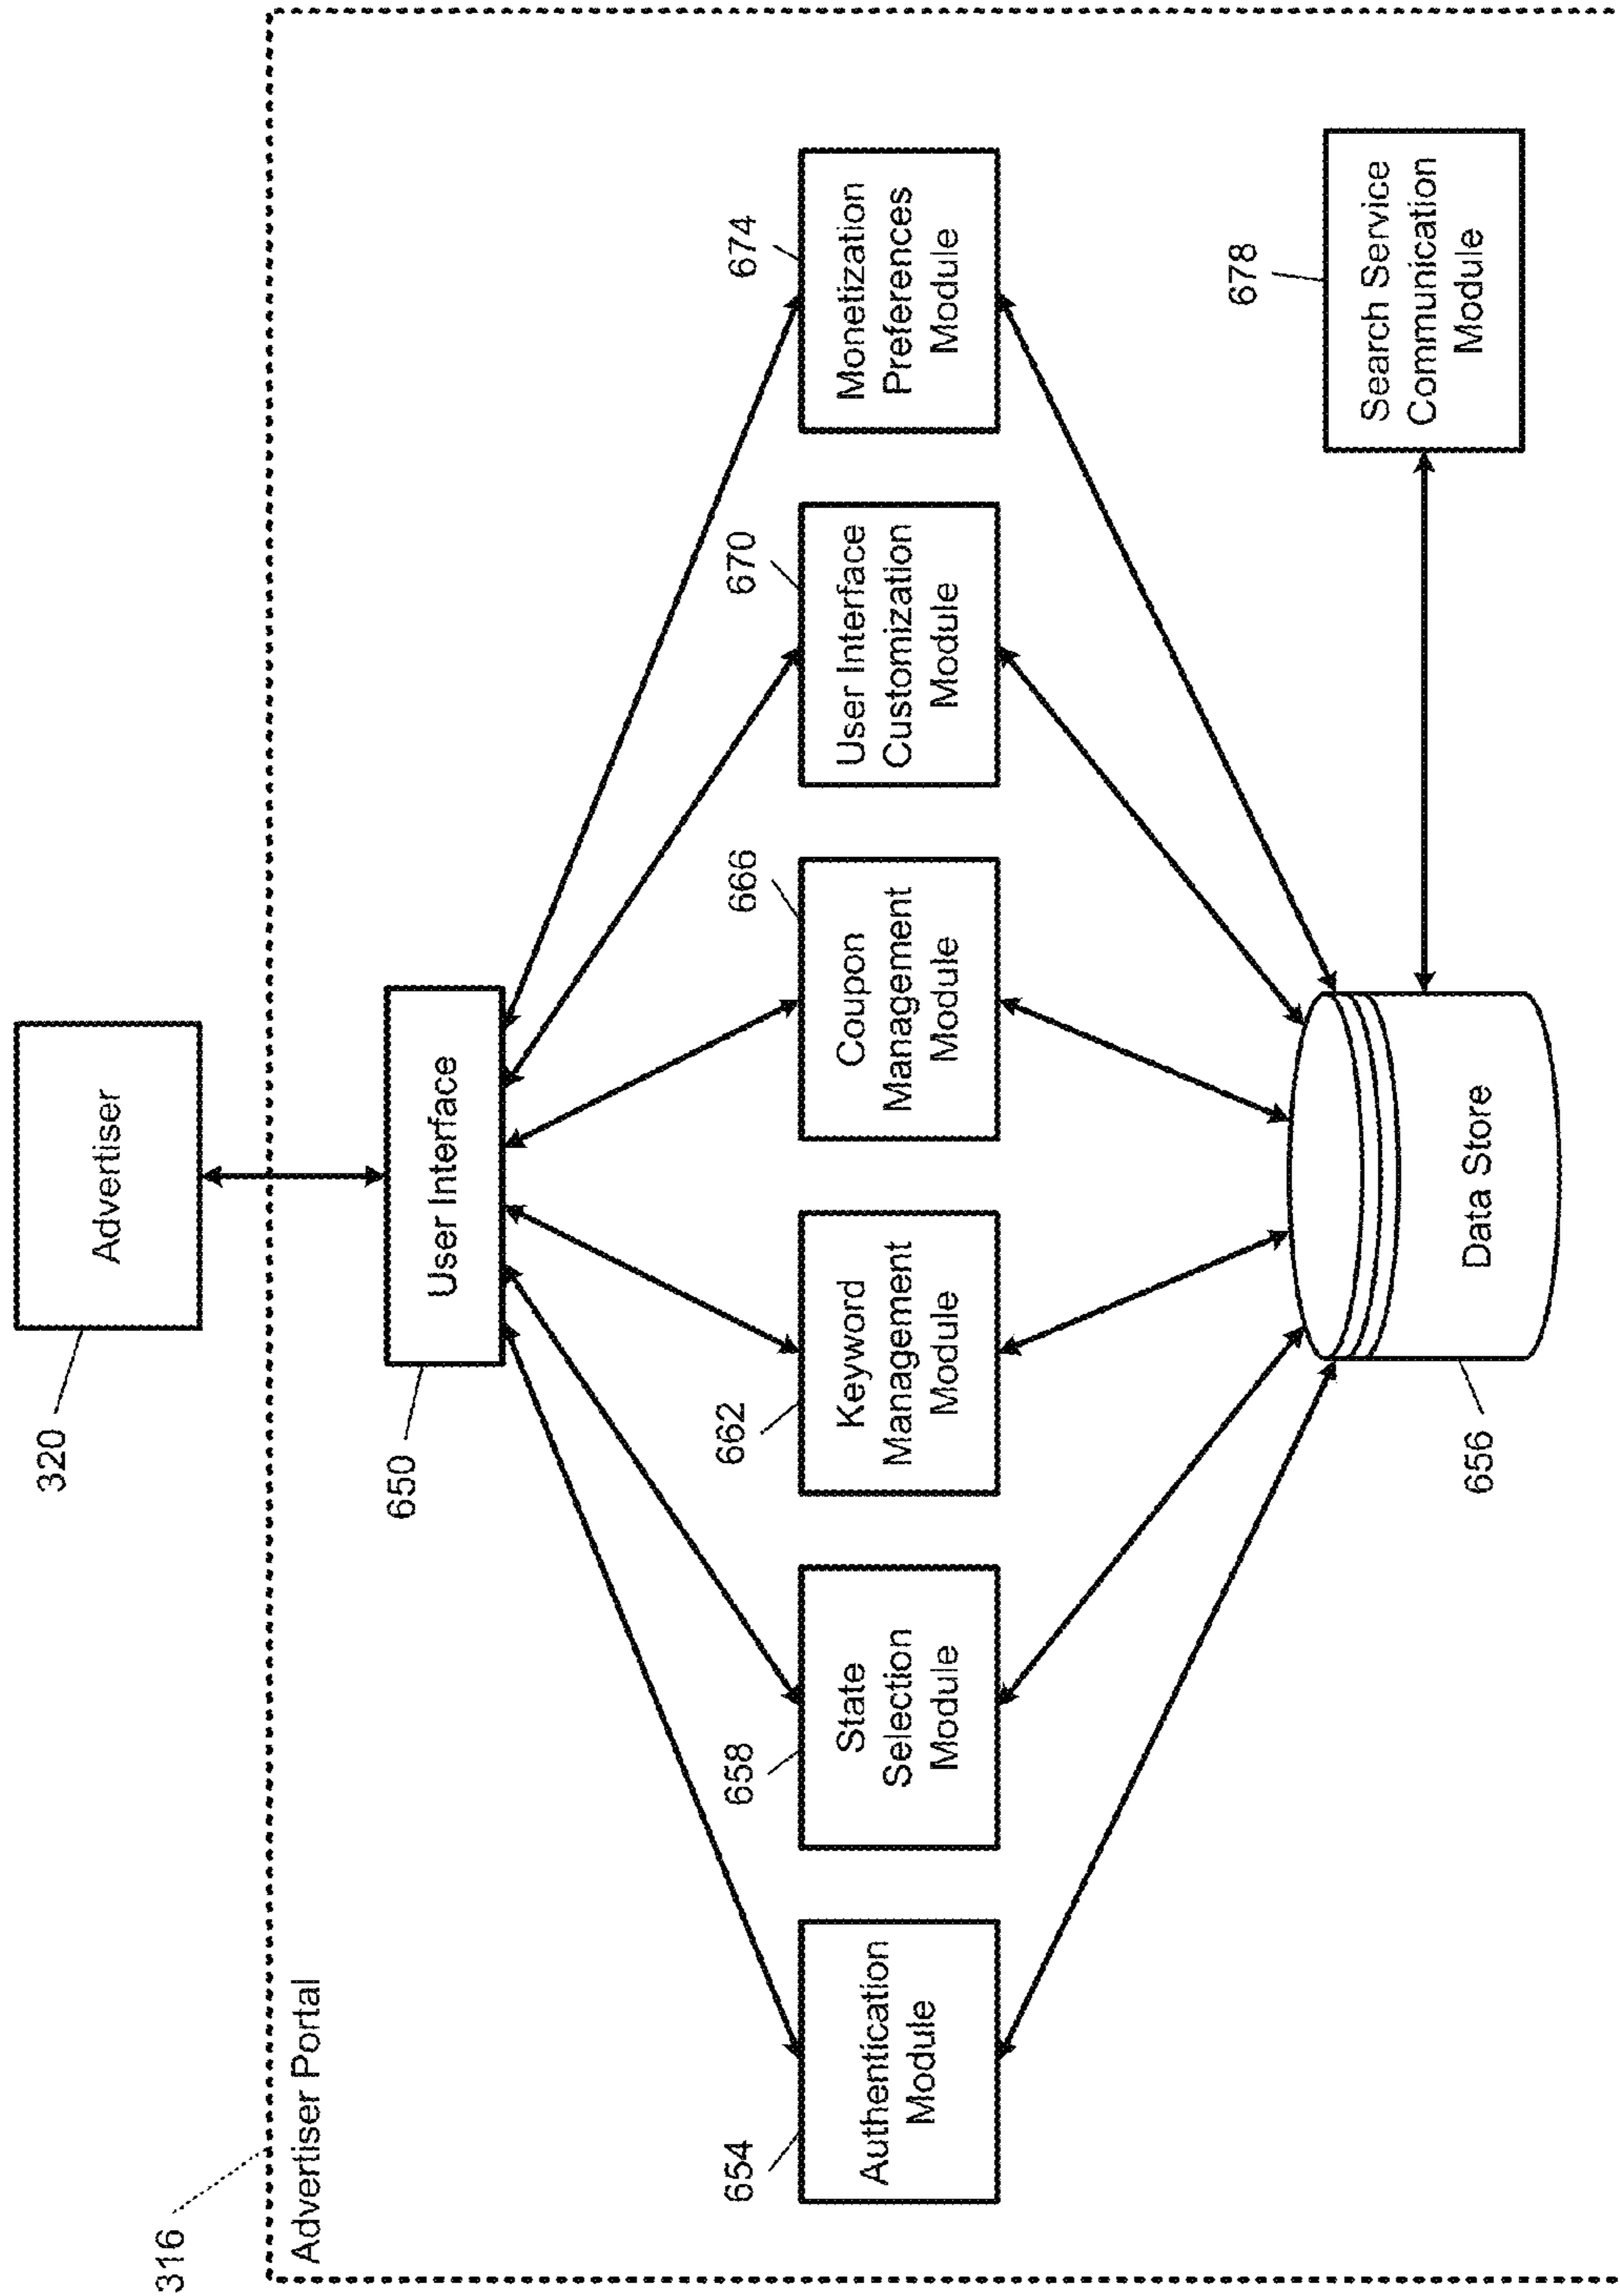 320
Advertiser
316
Advertiser Portal
650
User Interface
654
Authentication
Module
658
State
Selection
Module
662
Keyword
Management
Module
666
Coupon
Management
Module
670
User Interface
Customization
Module
674
Monetization
Preferences
Module
656
Data Store
678
Search Service
Communication
Module